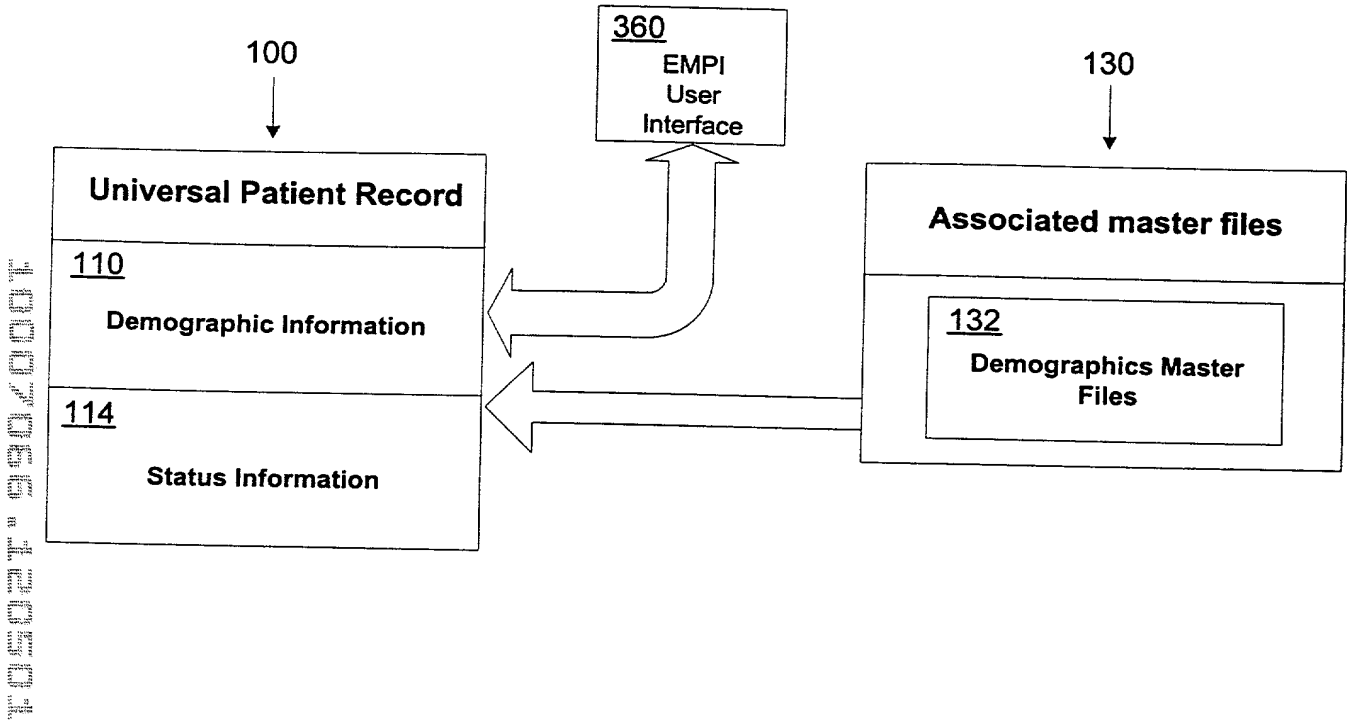 100
360
EMPI
User
Interface
130
Universal Patient Record
110
Demographic Information
114
Status Information
Associated master files
132
Demographics Master
Files